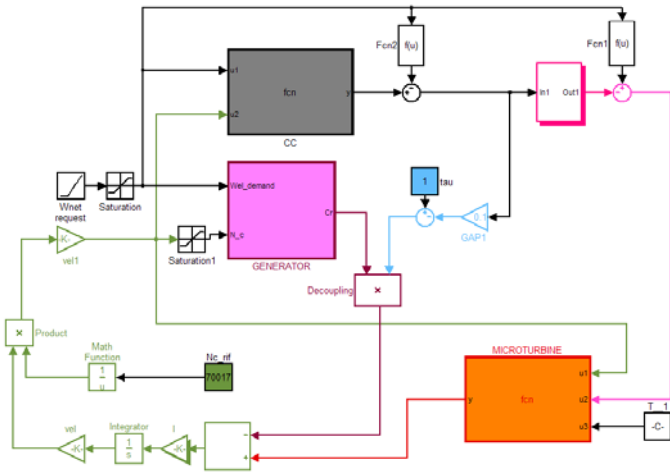 Fcn2
f(u)
Fcn1
f(u)
u1
fcn
y
u2
CC
In1
Out1
Wnet
request
Saturation
Wel_demand
Cr
N_c
GENERATOR
1
tau
0.1
GAP1
-K-
vel1
Saturation1
Decoupling
×
×
Product
Math
Function
1
u
Nc_rif
70017
MICROTURBINE
u1
y
fcn
u2
u3
T_1
-C-
vel
-K-
Integrator
1
s
I
-K-